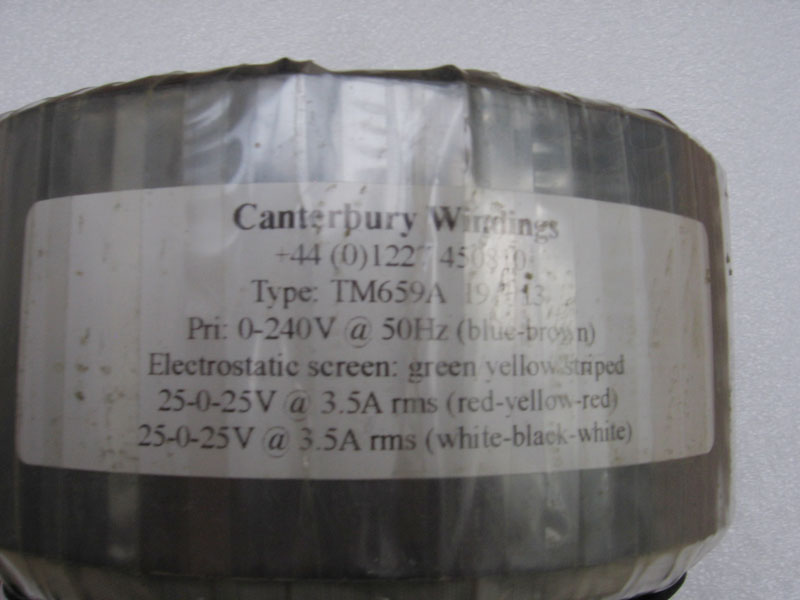 Canterbury Windings
+44 (0)1227
Type: TM659A
Pri: 0-240V @ 50Hz (blue-brown)
Electrostatic screen: green yellow striped
25-0-25V @ 3.5A rms (red-yellow-red)
25-0-25V @ 3.5A rms (white-black-white)